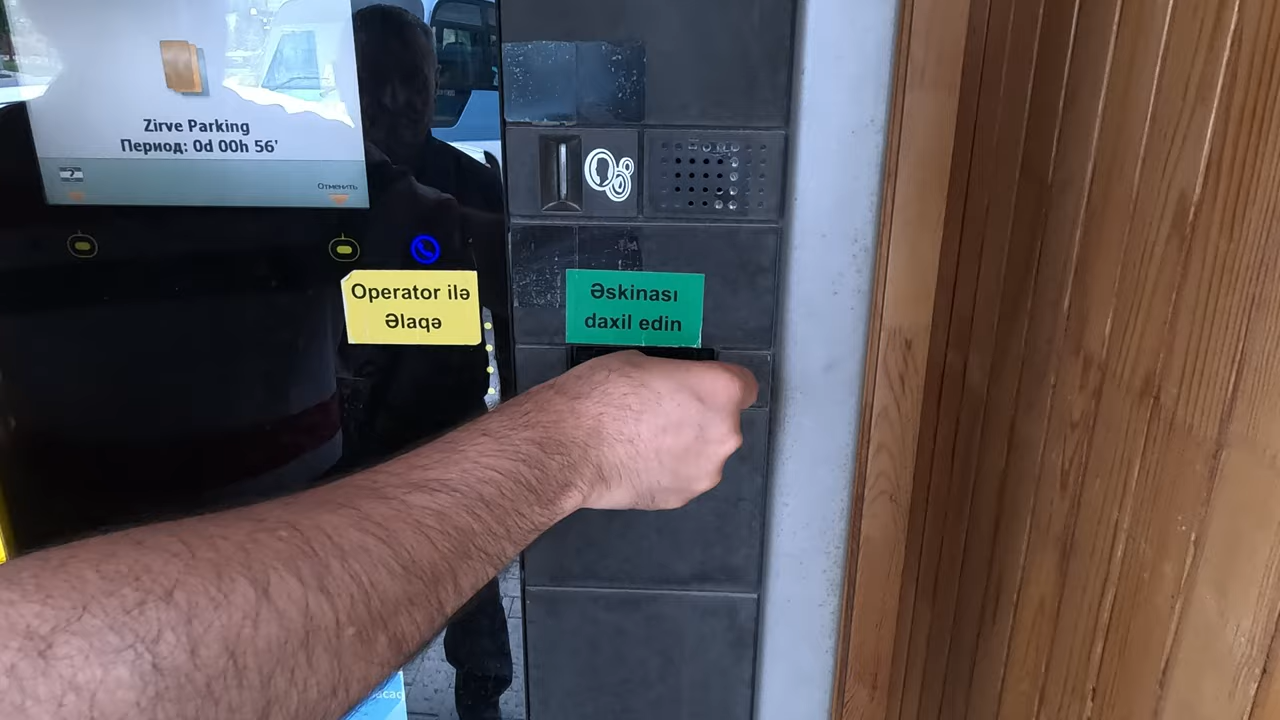 Zirve Parking
Период: 0d 00h 56'
?
Отменить
Operator ilə
Əlaqə
Əskinası
daxil edin